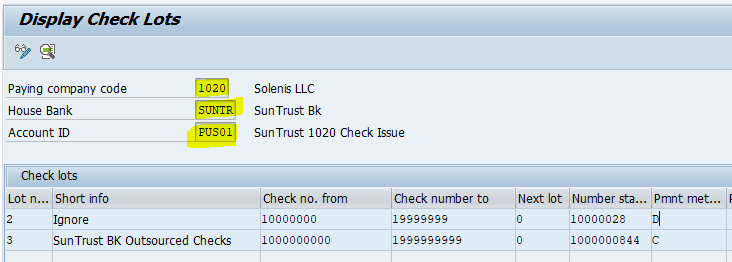 Display Check Lots
Paying company code 1020 Solenis LLC
House Bank SUNTR SunTrust Bk
Account ID PUS01 SunTrust 1020 Check Issue
Check lots
Lot n... Short info Check no. from Check number to Next lot Number sta... Pmnt met... P
2 Ignore 10000000 19999999 0 10000028 D
3 SunTrust BK Outsourced Checks 1000000000 1999999999 0 1000000844 C